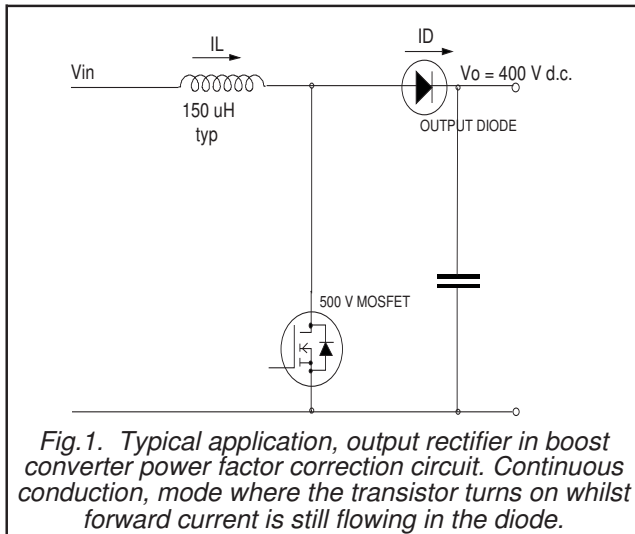 IL
ID
Vin
Vo = 400 V d.c.
150 uH
typ
OUTPUT DIODE
500 V MOSFET
Fig.1. Typical application, output rectifier in boost
converter power factor correction circuit. Continuous
conduction, mode where the transistor turns on whilst
forward current is still flowing in the diode.